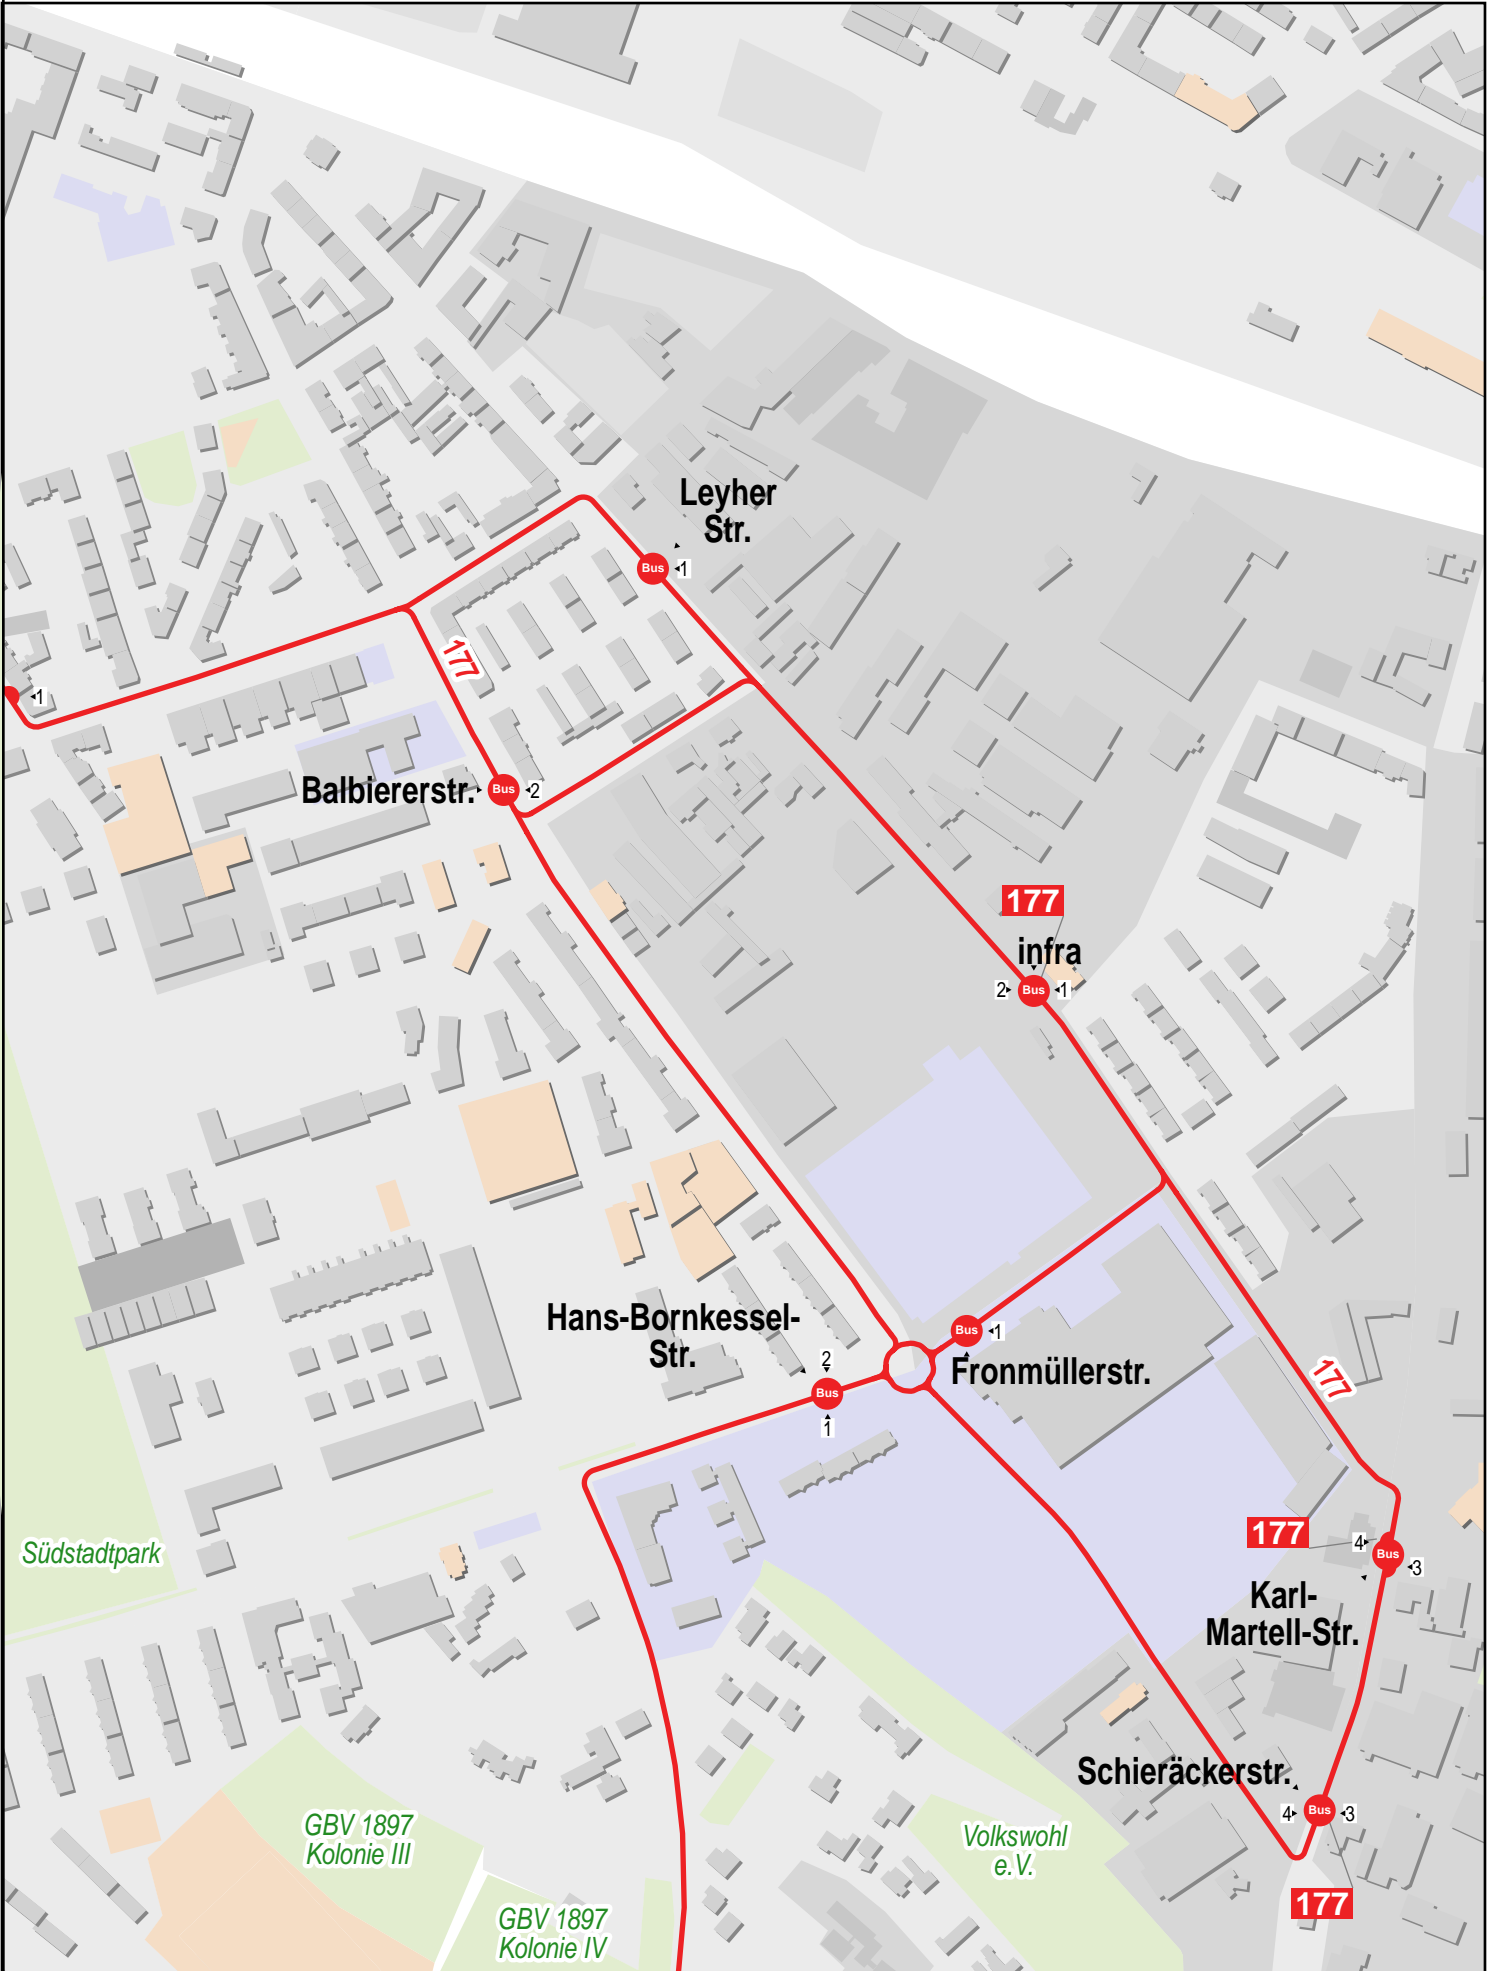 Leyher
Str.
Bus
1
177
1
Balbiererstr.
Bus
2
177
infra
2
Bus
1
Hans-Bornkessel-
Str.
2
Bus
1
Bus
1
Fronmüllerstr.
177
177
4
Bus
3
Karl-
Martell-Str.
Südstadtpark
Schieräckerstr.
4
Bus
3
177
GBV 1897
Kolonie III
Volkswohl
e.V.
GBV 1897
Kolonie IV